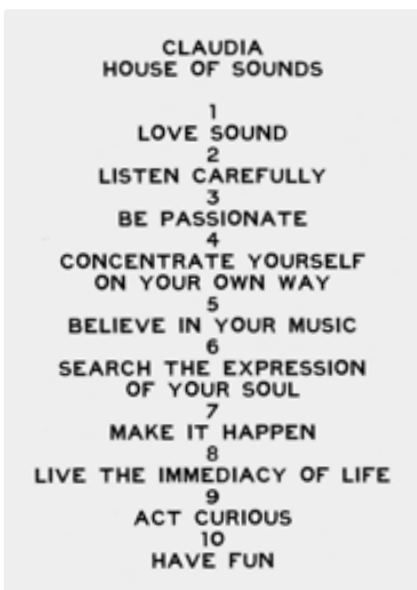 CLAUDIA
HOUSE OF SOUNDS
1
LOVE SOUND
2
LISTEN CAREFULLY
3
BE PASSIONATE
4
CONCENTRATE YOURSELF
ON YOUR OWN WAY
5
BELIEVE IN YOUR MUSIC
6
SEARCH THE EXPRESSION
OF YOUR SOUL
7
MAKE IT HAPPEN
8
LIVE THE IMMEDIACY OF LIFE
9
ACT CURIOUS
10
HAVE FUN